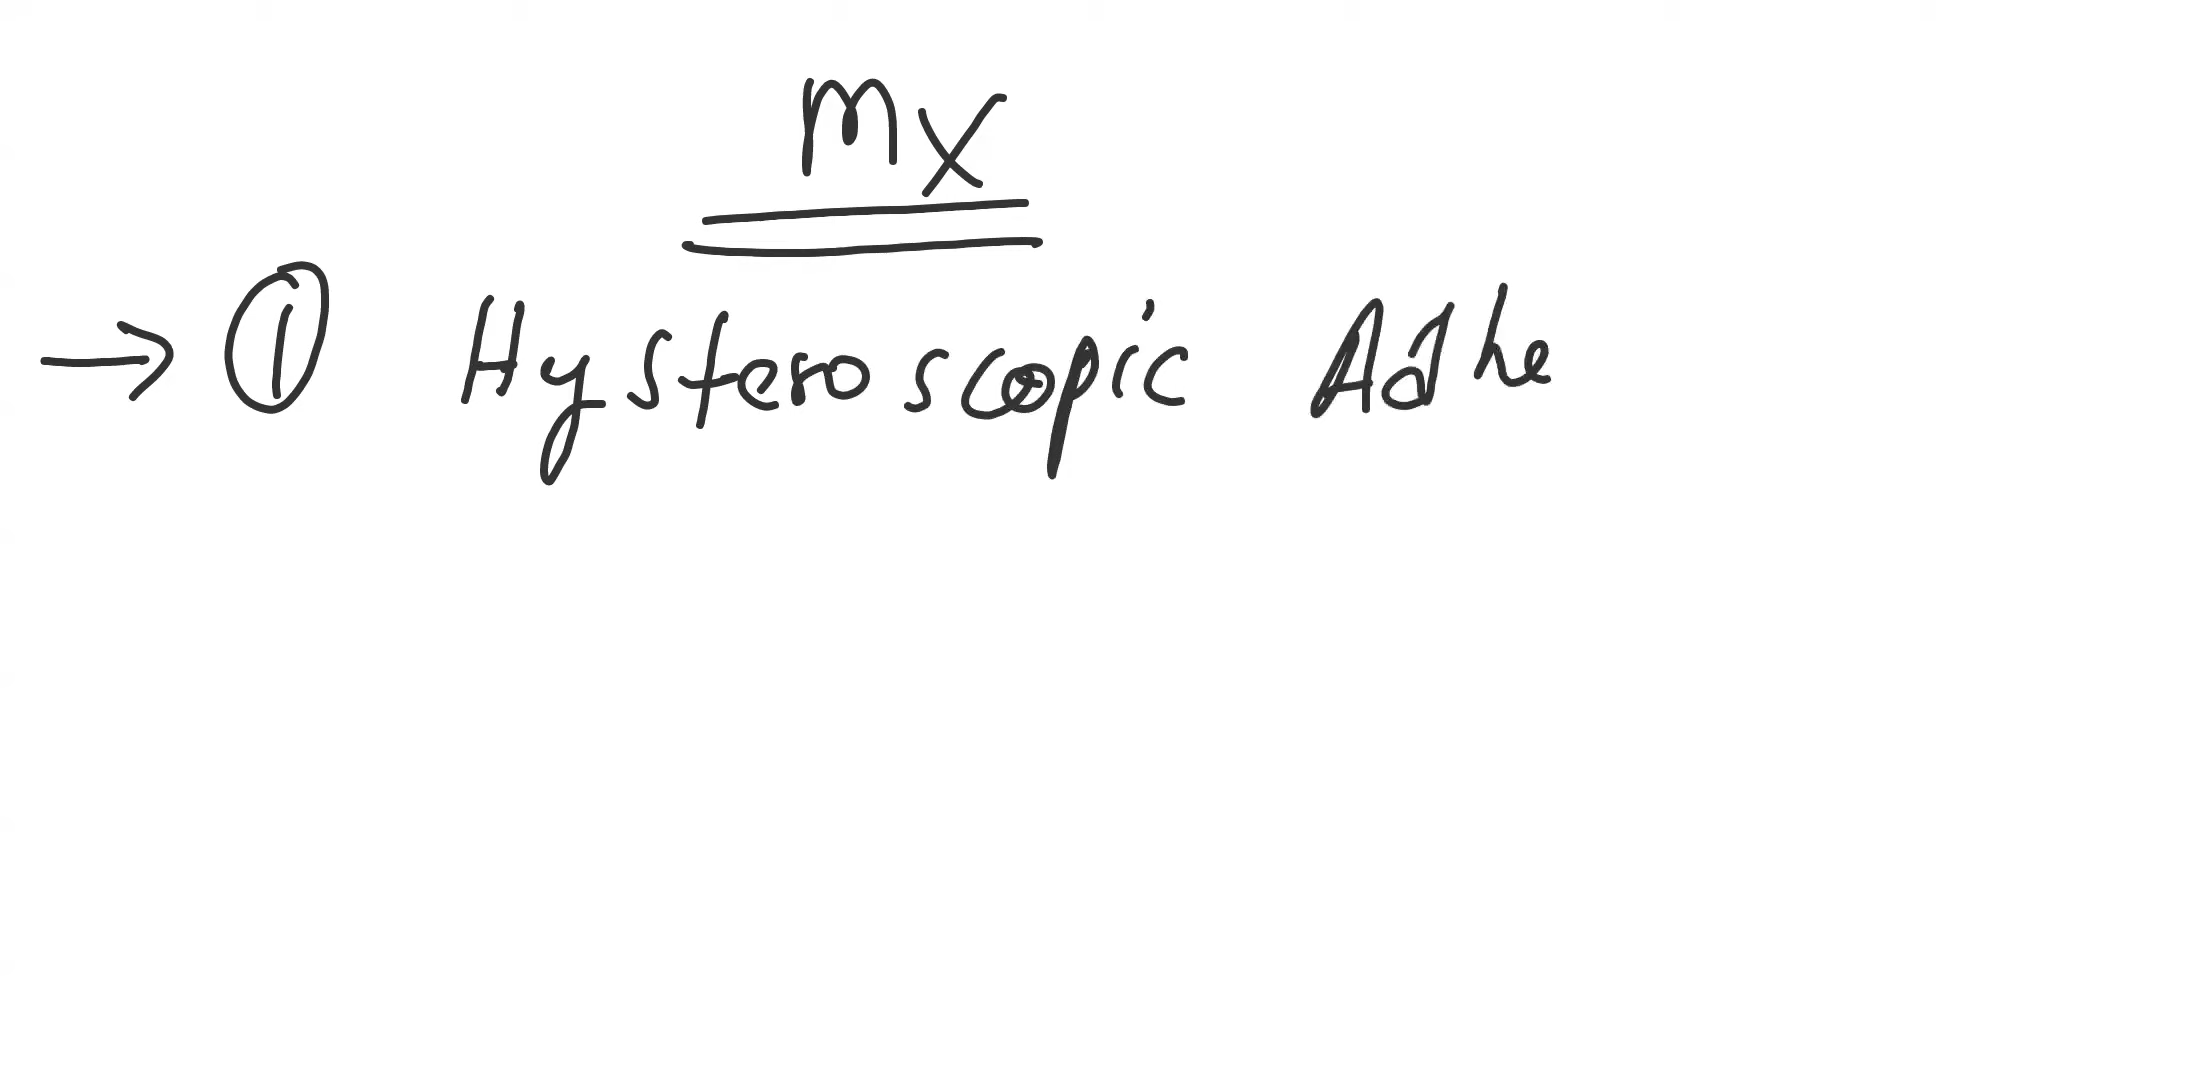 Mx
→ ① Hysteroscopic Adhe